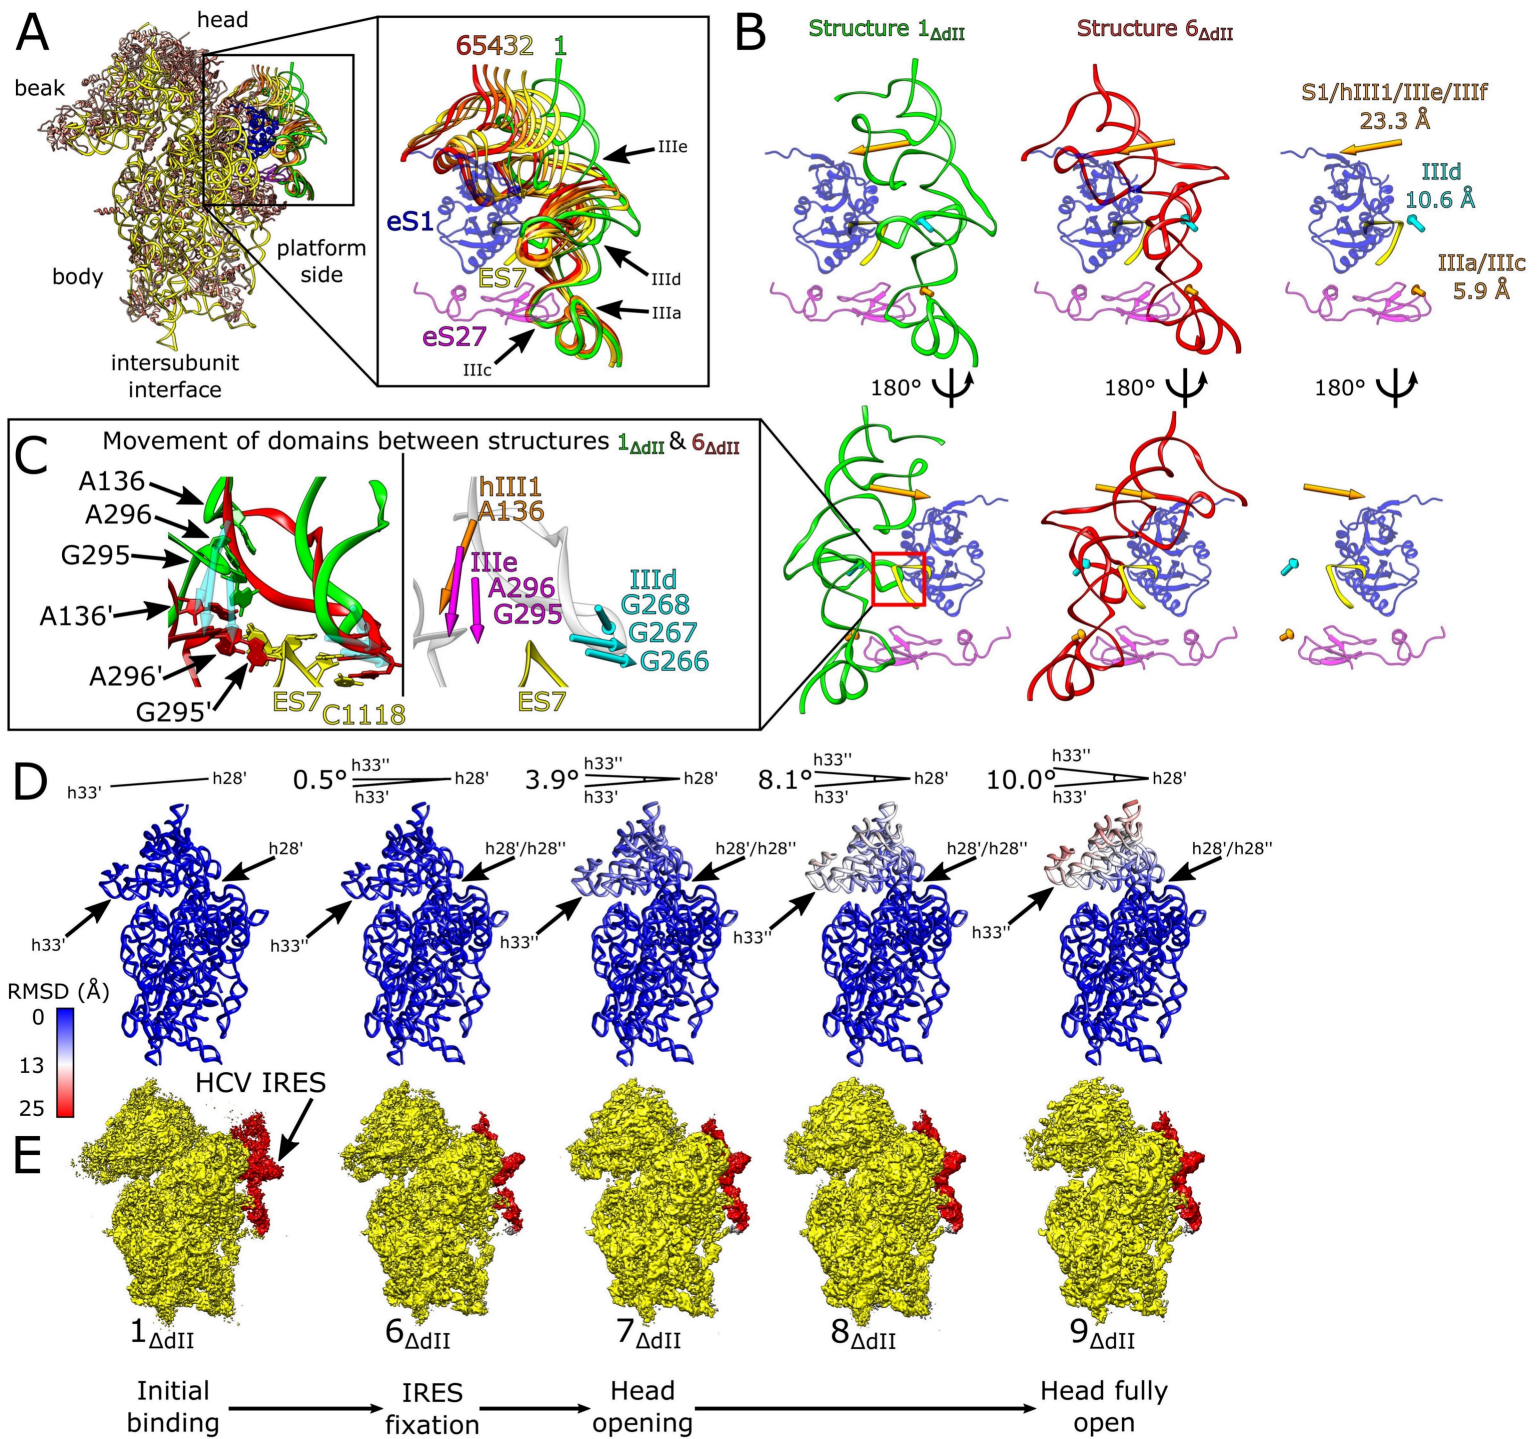 A
head
beak
body
platform
side
intersubunit
interface
65432 1
IIIe
eS1
ES7
IIId
eS27
IIIa
IIIc
B
Structure 1ΔdII
Structure 6ΔdII
S1/hIII1/IIIe/IIIf
23.3 Å
IIId
10.6 Å
IIIa/IIIc
5.9 Å
180°
180°
180°
C
Movement of domains between structures 1ΔdII & 6ΔdII
A136
A296
G295
A136'
A296'
G295'
ES7
C1118
hIII1
A136
IIIe
A296
G295
IIId
G268
G267
G266
ES7
D
h33' h28'
0.5° h33'' h33' h28'
3.9° h33'' h33' h28'
8.1° h33'' h33' h28'
10.0° h33'' h33' h28'
h28'
h33'
h28'/h28''
h33''
h28'/h28''
h33''
h28'/h28''
h33''
h28'/h28''
h33''
RMSD (Å)
0
13
25
E
HCV IRES
1ΔdII
6ΔdII
7ΔdII
8ΔdII
9ΔdII
Initial
binding
IRES
fixation
Head
opening
Head fully
open